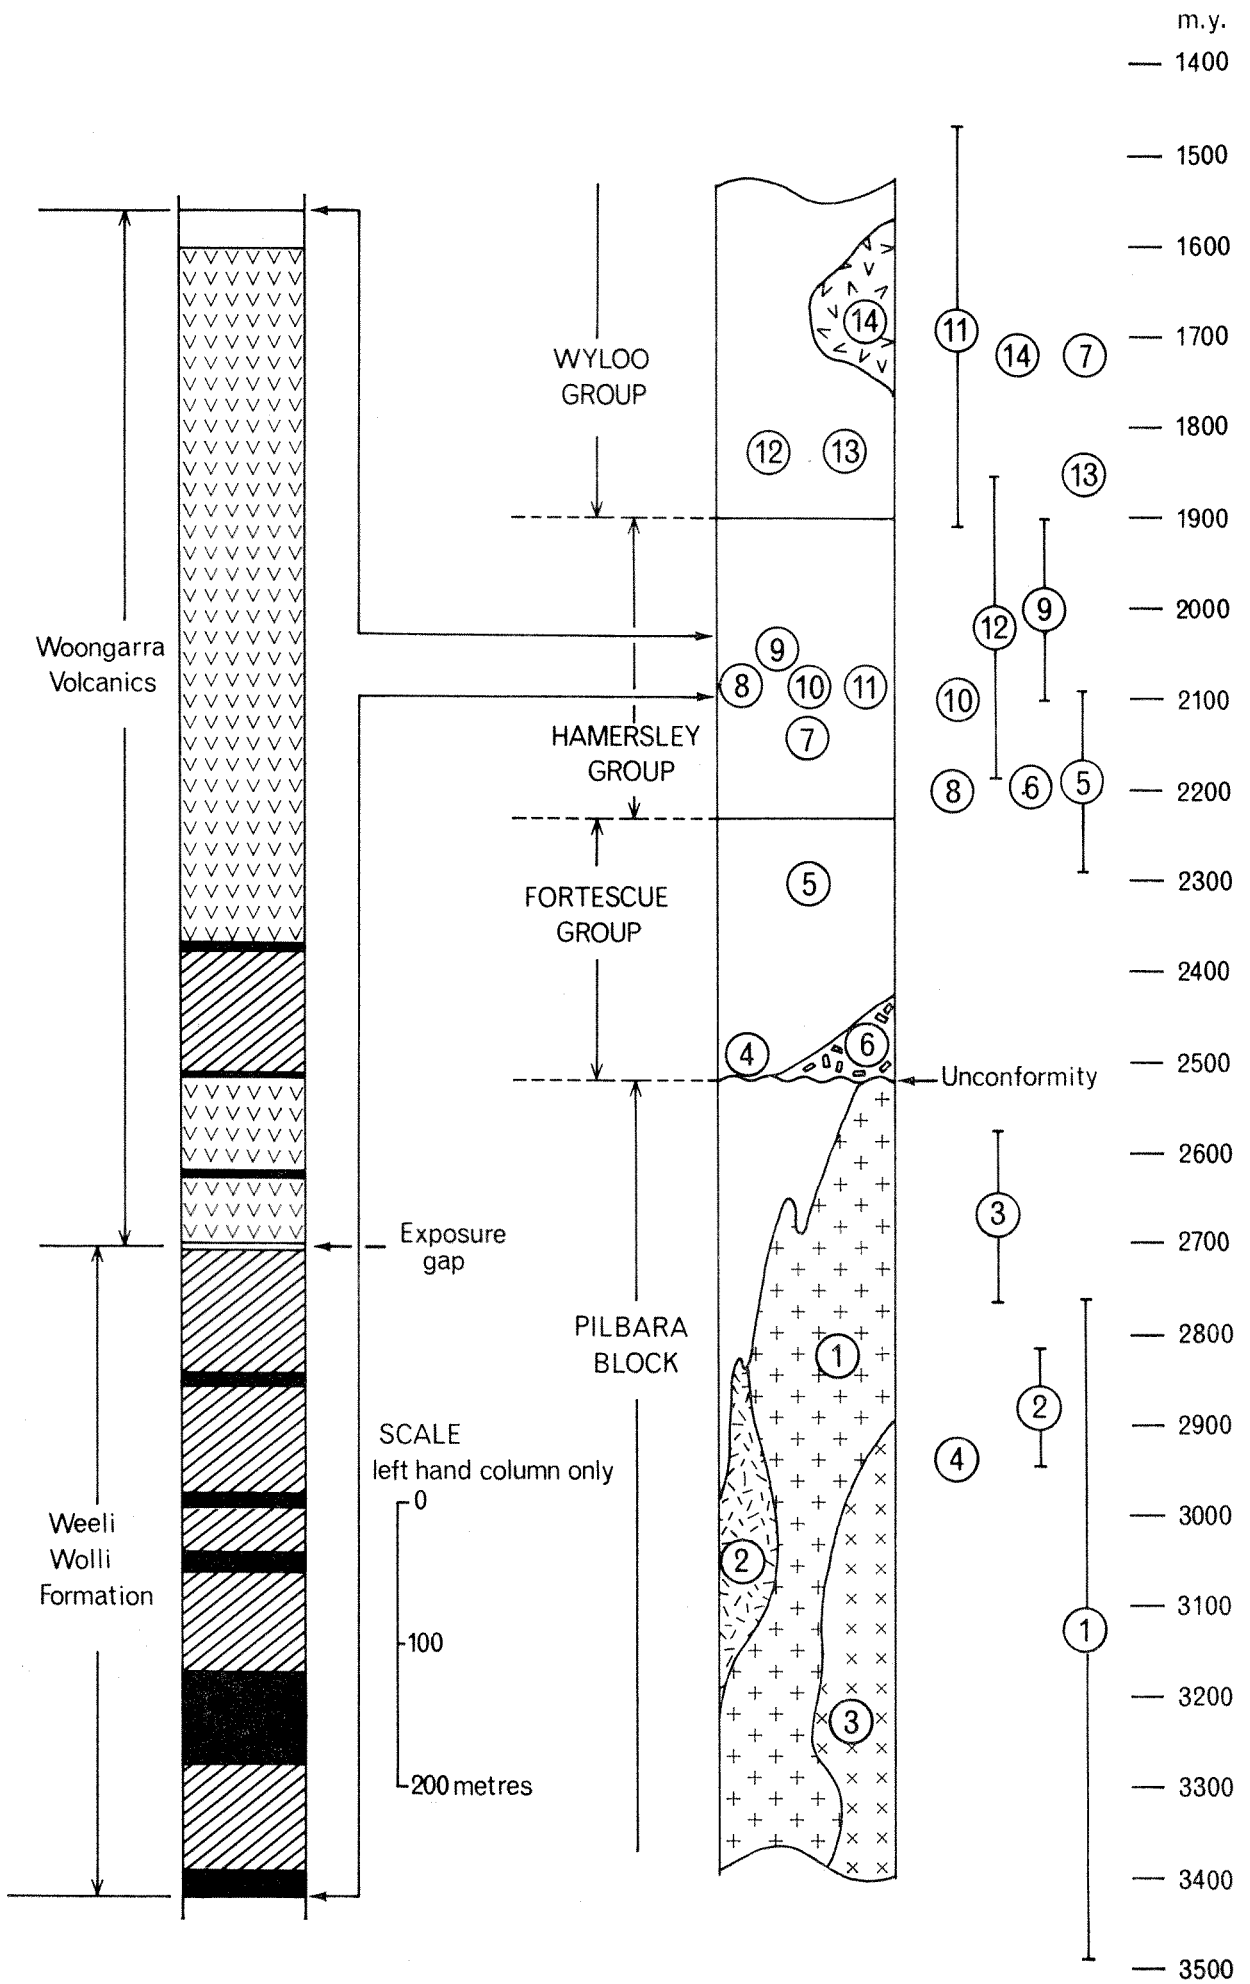 m.y.
1400
1500
1600
14
11
1700
14
7
WYLOO
GROUP
1800
12
13
13
1900
2000
9
12
Woongarra
Volcanics
9
8
10
11
10
2100
HAMERSLEY
GROUP
7
8
6
5
2200
FORTESCUE
GROUP
5
2300
2400
4
6
2500
Unconformity
2600
3
Exposure
gap
2700
PILBARA
BLOCK
1
2800
2
SCALE
left hand column only
2900
4
0
3000
Weeli
Wolli
Formation
2
3100
1
100
3200
3
200 metres
3300
3400
3500